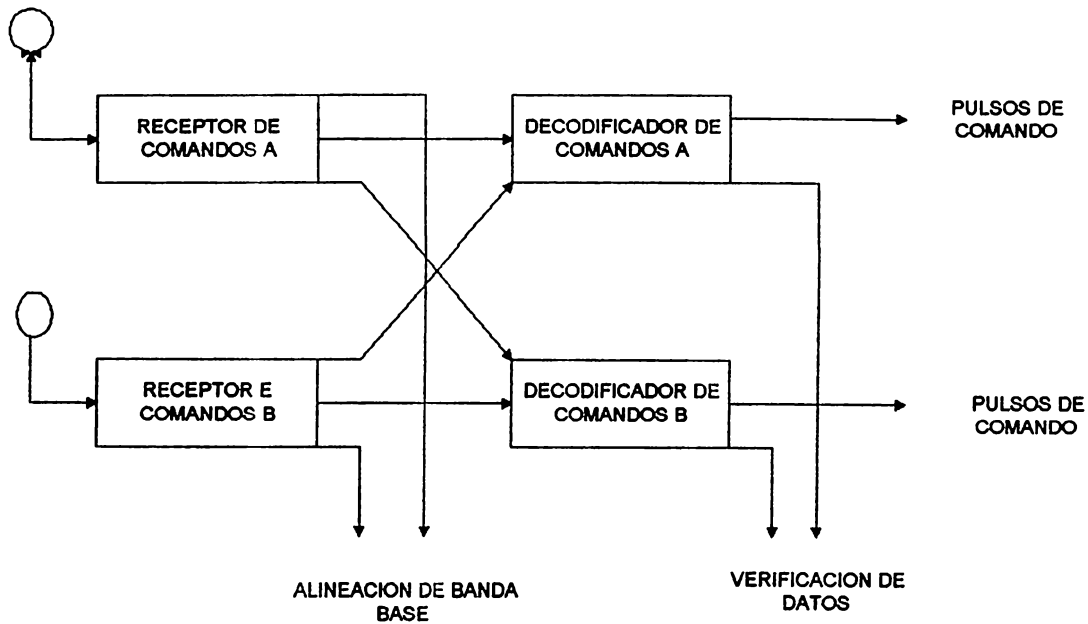 RECEPTOR DE
COMANDOS A
DECODIFICADOR DE
COMANDOS A
PULSOS DE
COMANDO
RECEPTOR E
COMANDOS B
DECODIFICADOR DE
COMANDOS B
PULSOS DE
COMANDO
ALINEACION DE BANDA
BASE
VERIFICACION DE
DATOS